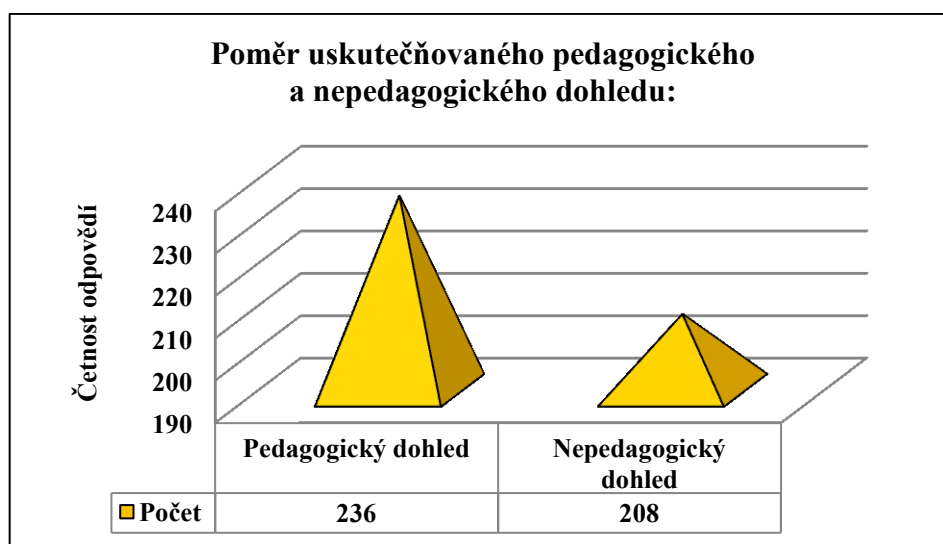 Poměr uskutečňovaného pedagogického
a nepedagogického dohledu:
Četnost odpovědí
240
230
220
210
200
190
Pedagogický dohled
Nepedagogický
dohled
Počet 236 208